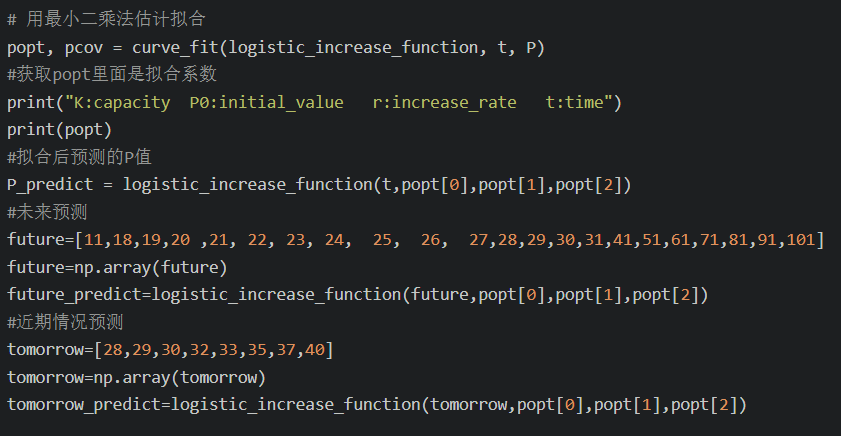 # 用最小二乘法估计拟合
popt, pcov = curve_fit(logistic_increase_function, t, P)
#获取popt里面是拟合系数
print("K:capacity  P0:initial_value   r:increase_rate   t:time")
print(popt)
#拟合后预测的P值
P_predict = logistic_increase_function(t,popt[0],popt[1],popt[2])
#未来预测
future=[11,18,19,20 ,21, 22, 23, 24,  25,  26,  27,28,29,30,31,41,51,61,71,81,91,101]
future=np.array(future)
future_predict=logistic_increase_function(future,popt[0],popt[1],popt[2])
#近期情况预测
tomorrow=[28,29,30,32,33,35,37,40]
tomorrow=np.array(tomorrow)
tomorrow_predict=logistic_increase_function(tomorrow,popt[0],popt[1],popt[2])